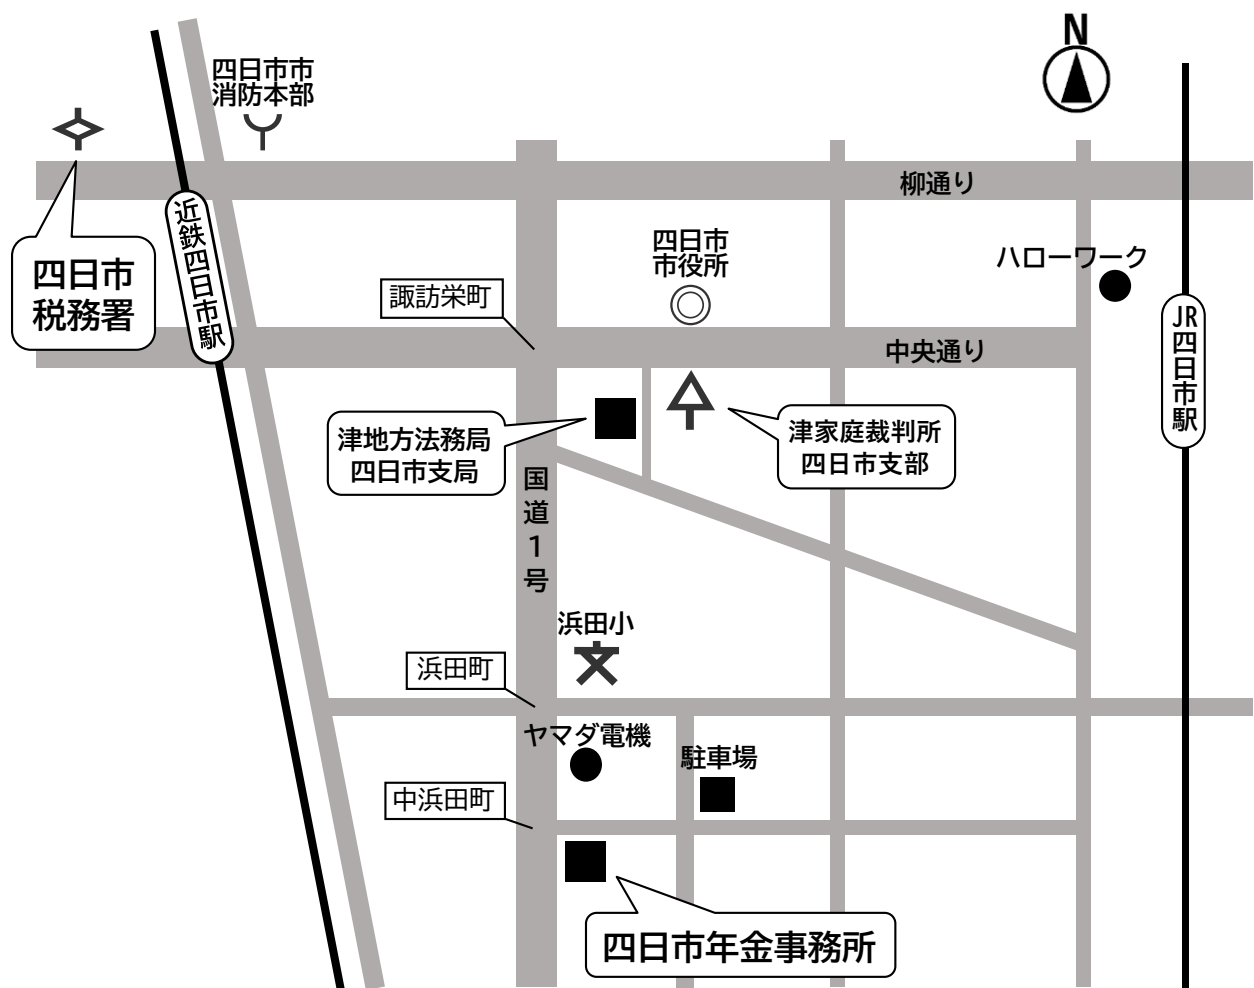 N
四日市市
消防本部
柳通り
近鉄四日市駅
四日市
市役所
ハローワーク
四日市
税務署
諏訪栄町
JR四日市駅
中央通り
津地方法務局
四日市支局
津家庭裁判所
四日市支部
国道1号
浜田小
浜田町
ヤマダ電機
駐車場
中浜田町
四日市年金事務所